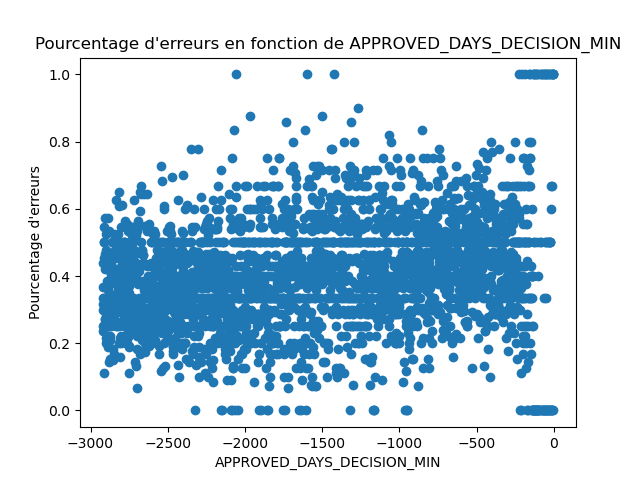 Pourcentage d'erreurs en fonction de APPROVED_DAYS_DECISION_MIN
1.0
0.8
0.6
0.4
0.2
0.0
Pourcentage d'erreurs
−3000 −2500 −2000 −1500 −1000 −500 0
APPROVED_DAYS_DECISION_MIN